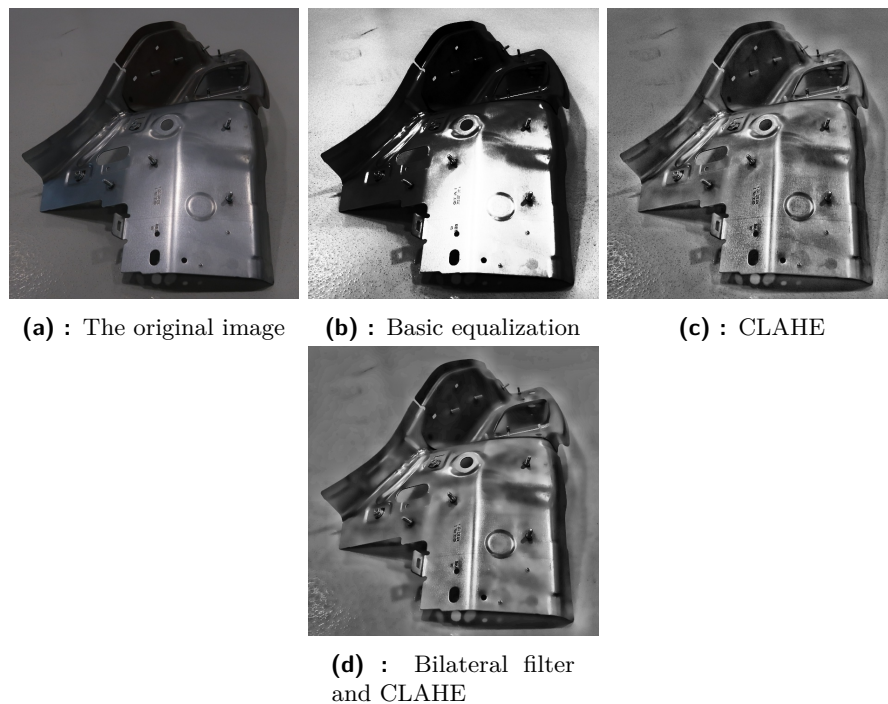 (a) : The original image
(b) : Basic equalization
(c) : CLAHE
(d) : Bilateral filter
and CLAHE